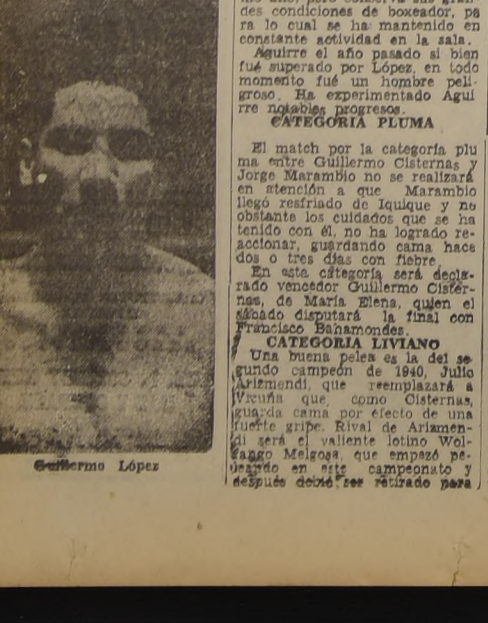 des condiciones de boxeador, pa
ra lo cual se ha mantenido en
constante actividad en la sala.
Aguirre el año pasado si bien
fué superado por López, en todo
momento fué un hombre peli-
groso. Ha experimentado Agui
rre notables progresos.
CATEGORIA PLUMA
El match por la categoría plu
ma entre Guillermo Cisternas y
Jorge Marambio no se realizará
en atención a que Marambio
llegó resfriado de Iquique y no
obstante los cuidados que se ha
tenido con él, no ha logrado re-
accionar, guardando cama hace
dos o tres días con fiebre.
En esta categoría será decla-
rado vencedor Guillermo Cister-
nas, de María Elena, quien el
sábado disputará la final con
Francisco Bahamondes.
CATEGORIA LIVIANO
Una buena pelea es la del se-
gundo campeón de 1940, Julio
Arizmendi, que reemplazará a
Vicuña que, como Cisternas,
guarda cama por efecto de una
fuerte gripe. Rival de Arizmen-
di será el valiente lotino Wol-
fango Melgosa, que empezó pe-
leando en este campeonato y
después debió ser retirado para
Guillermo López